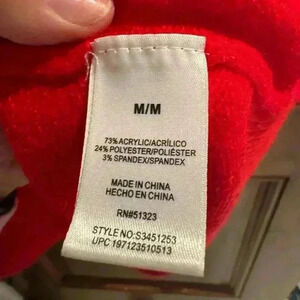 M/M
73% ACRYLIC/ACRÍLICO
24% POLYESTER/POLIÉSTER
3% SPANDEX/SPANDEX
MADE IN CHINA
HECHO EN CHINA
RN#51323
STYLE NO:S3451253
UPC 197123510513